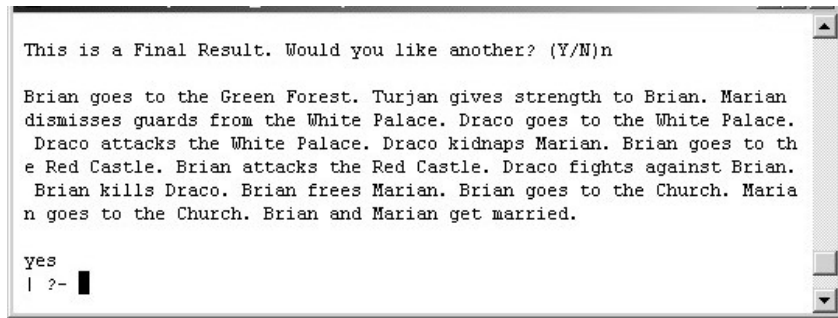 This is a Final Result. Would you like another? (Y/N)n
Brian goes to the Green Forest. Turjan gives strength to Brian. Marian
dismisses guards from the White Palace. Draco goes to the White Palace.
Draco attacks the White Palace. Draco kidnaps Marian. Brian goes to th
e Red Castle. Brian attacks the Red Castle. Draco fights against Brian.
Brian kills Draco. Brian frees Marian. Brian goes to the Church. Maria
n goes to the Church. Brian and Marian get married.
yes
| ?-